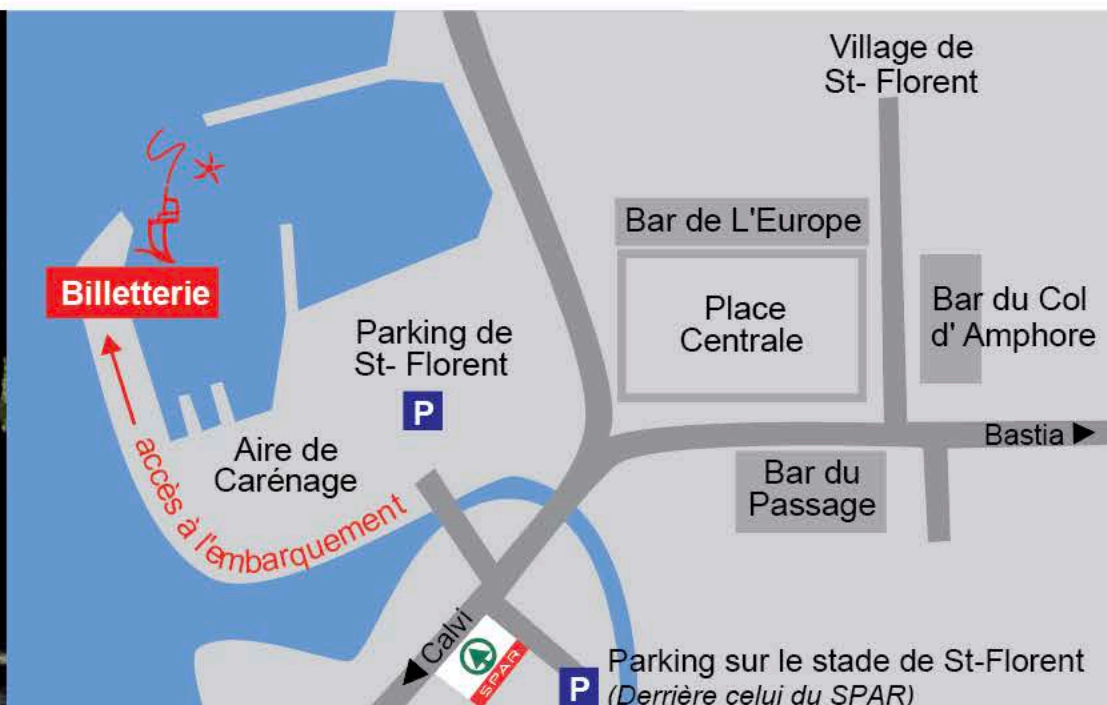 Village de
St- Florent
Bar de L'Europe
Billetterie
Place
Centrale
Bar du Col
d' Amphore
Parking de
St- Florent
P
Aire de
Carénage
accès à l'embarquement
Bastia
Bar du
Passage
Calvi
SPAR
P
Parking sur le stade de St-Florent
(Derrière celui du SPAR)